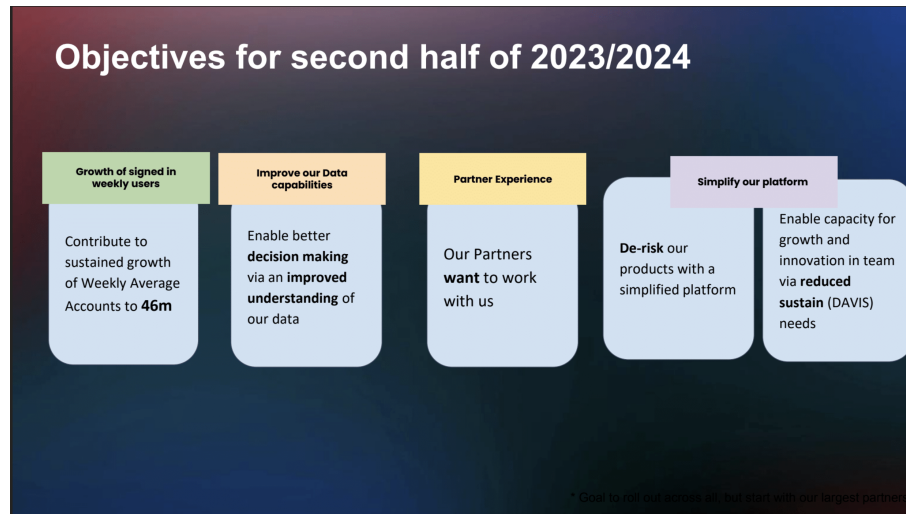 Objectives for second half of 2023/2024
Growth of signed in
weekly users
Contribute to
sustained growth
of Weekly Average
Accounts to 46m
Improve our Data
capabilities
Enable better
decision making
via an improved
understanding of
our data
Partner Experience
Our Partners
want to work
with us
Simplify our platform
De-risk our
products with a
simplified platform
Enable capacity for
growth and
innovation in team
via reduced
sustain (DAVIS)
needs
* Goal to roll out across all, but start with our largest partners